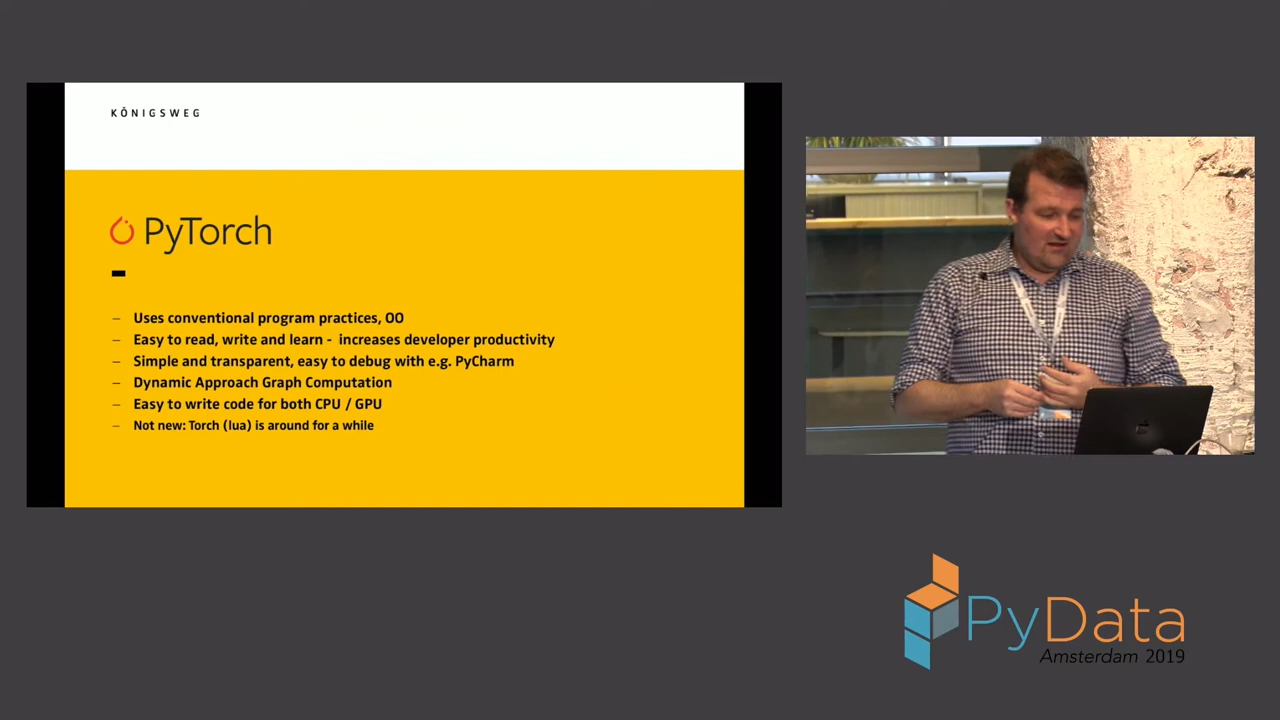 KÖNIGSWEG
PyTorch
– Uses conventional program practices, OO
– Easy to read, write and learn - increases developer productivity
– Simple and transparent, easy to debug with e.g. PyCharm
– Dynamic Approach Graph Computation
– Easy to write code for both CPU / GPU
– Not new: Torch (lua) is around for a while
PyData
Amsterdam 2019